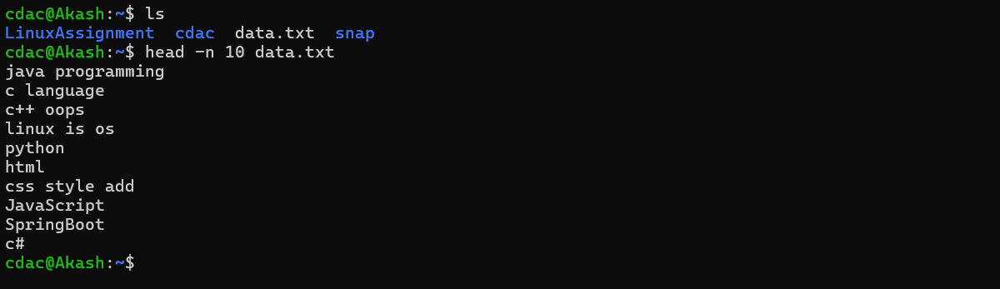 cdac@Akash:~$ ls
LinuxAssignment  cdac  data.txt  snap
cdac@Akash:~$ head -n 10 data.txt
java programming
c language
c++ oops
linux is os
python
html
css style add
JavaScript
SpringBoot
c#
cdac@Akash:~$